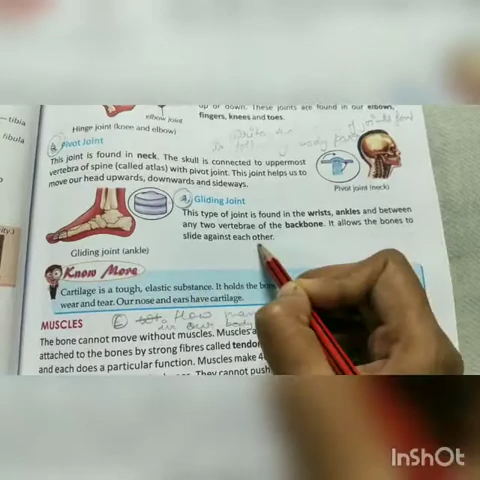 up or down. These joints are found in our elbows,
fingers, knees and toes.
tibia
fibula
elbow joint
Hinge joint (knee and elbow)
Pivot Joint
This joint is found in neck. The skull is connected to uppermost
vertebra of spine (called atlas) with pivot joint. This joint helps us to
move our head upwards, downwards and sideways.
Pivot joint (neck)
Gliding Joint
This type of joint is found in the wrists, ankles and between
any two vertebrae of the backbone. It allows the bones to
slide against each other.
Gliding joint (ankle)
Know More
Cartilage is a tough, elastic substance. It holds the
wear and tear. Our nose and ears have cartilage.
MUSCLES
How
in our body
The bone cannot move without muscles.
attached to the bones by strong fibres called
and each does a particular function. Muscles make
They cannot push
InShOt